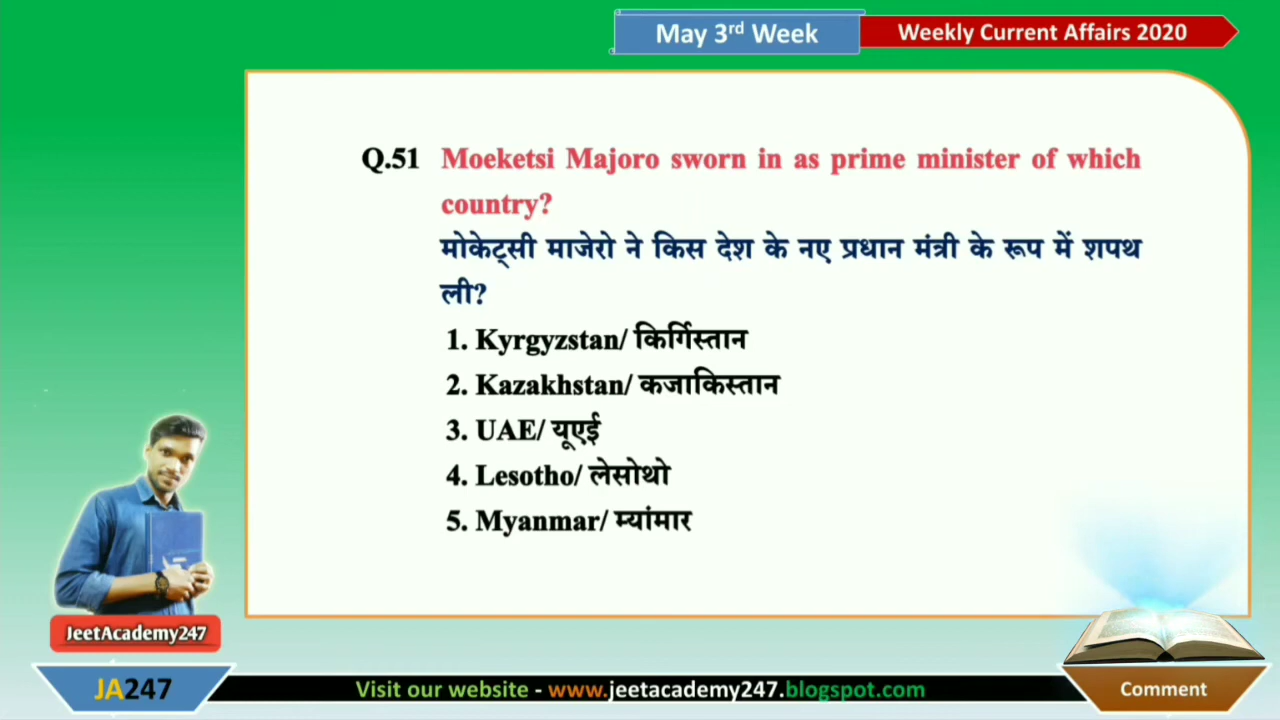 May 3rd Week
Weekly Current Affairs 2020
Q.51 Moeketsi Majoro sworn in as prime minister of which
country?
मोकेट्सी माजेरो ने किस देश के नए प्रधान मंत्री के रूप में शपथ
ली?
1. Kyrgyzstan/ किर्गिस्तान
2. Kazakhstan/ कजाकिस्तान
3. UAE/ यूएई
4. Lesotho/ लेसोथो
5. Myanmar/ म्यांमार
JeetAcademy247
JA247
Visit our website - www.jeetacademy247.blogspot.com
Comment